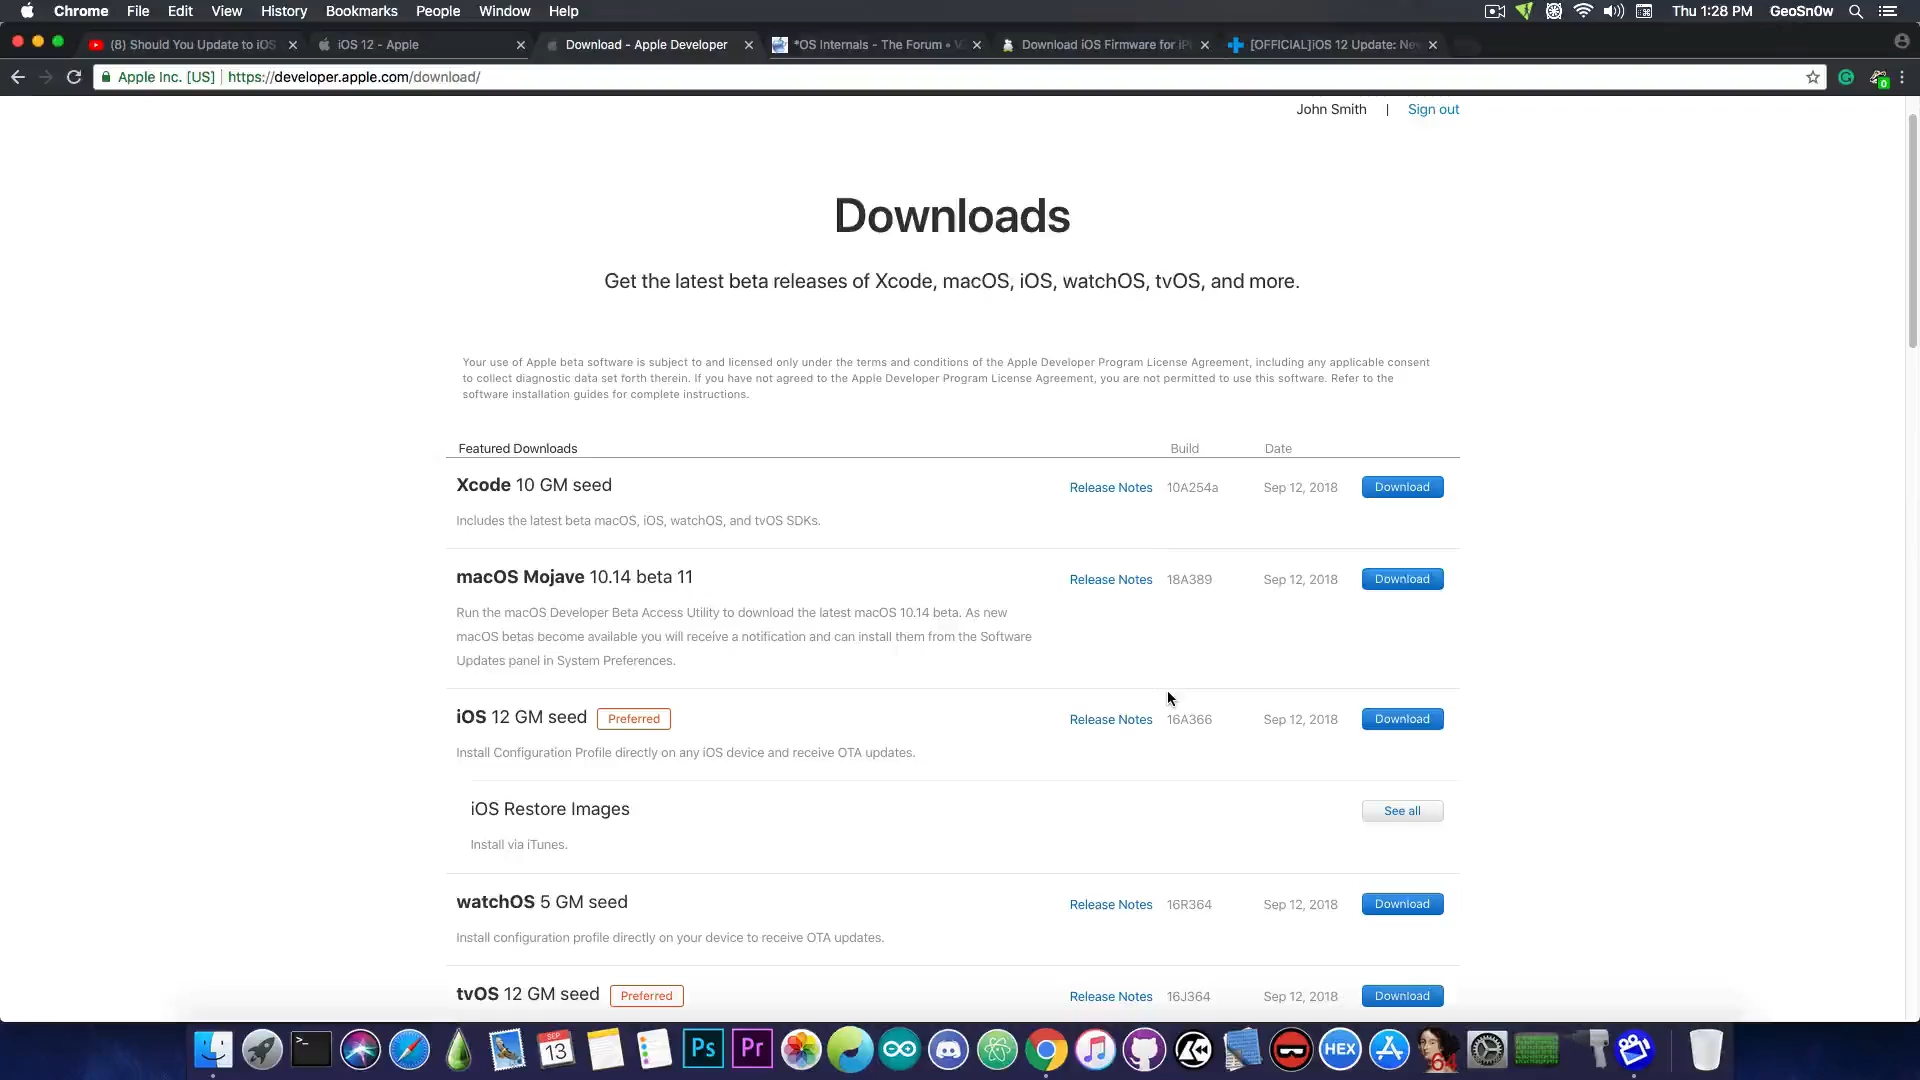 Chrome File Edit View History Bookmarks People Window Help Thu 1:28 PM GeoSn0w
(8) Should You Update to iOS
iOS 12 - Apple
Download - Apple Developer
*OS Internals - The Forum •
Download iOS Firmware for iP
[OFFICIAL]iOS 12 Update: Ne
Apple Inc. [US] https://developer.apple.com/download/
0
John Smith | Sign out
Downloads
Get the latest beta releases of Xcode, macOS, iOS, watchOS, tvOS, and more.
Your use of Apple beta software is subject to and licensed only under the terms and conditions of the Apple Developer Program License Agreement, including any applicable consent
to collect diagnostic data set forth therein. If you have not agreed to the Apple Developer Program License Agreement, you are not permitted to use this software. Refer to the
software installation guides for complete instructions.
Featured Downloads Build Date
Xcode 10 GM seed Release Notes 10A254a Sep 12, 2018 Download
Includes the latest beta macOS, iOS, watchOS, and tvOS SDKs.
macOS Mojave 10.14 beta 11 Release Notes 18A389 Sep 12, 2018 Download
Run the macOS Developer Beta Access Utility to download the latest macOS 10.14 beta. As new
macOS betas become available you will receive a notification and can install them from the Software
Updates panel in System Preferences.
iOS 12 GM seed Preferred Release Notes 16A366 Sep 12, 2018 Download
Install Configuration Profile directly on any iOS device and receive OTA updates.
iOS Restore Images See all
Install via iTunes.
watchOS 5 GM seed Release Notes 16R364 Sep 12, 2018 Download
Install configuration profile directly on your device to receive OTA updates.
tvOS 12 GM seed Preferred Release Notes 16J364 Sep 12, 2018 Download
SEP
13
Ps
Pr
HEX
64